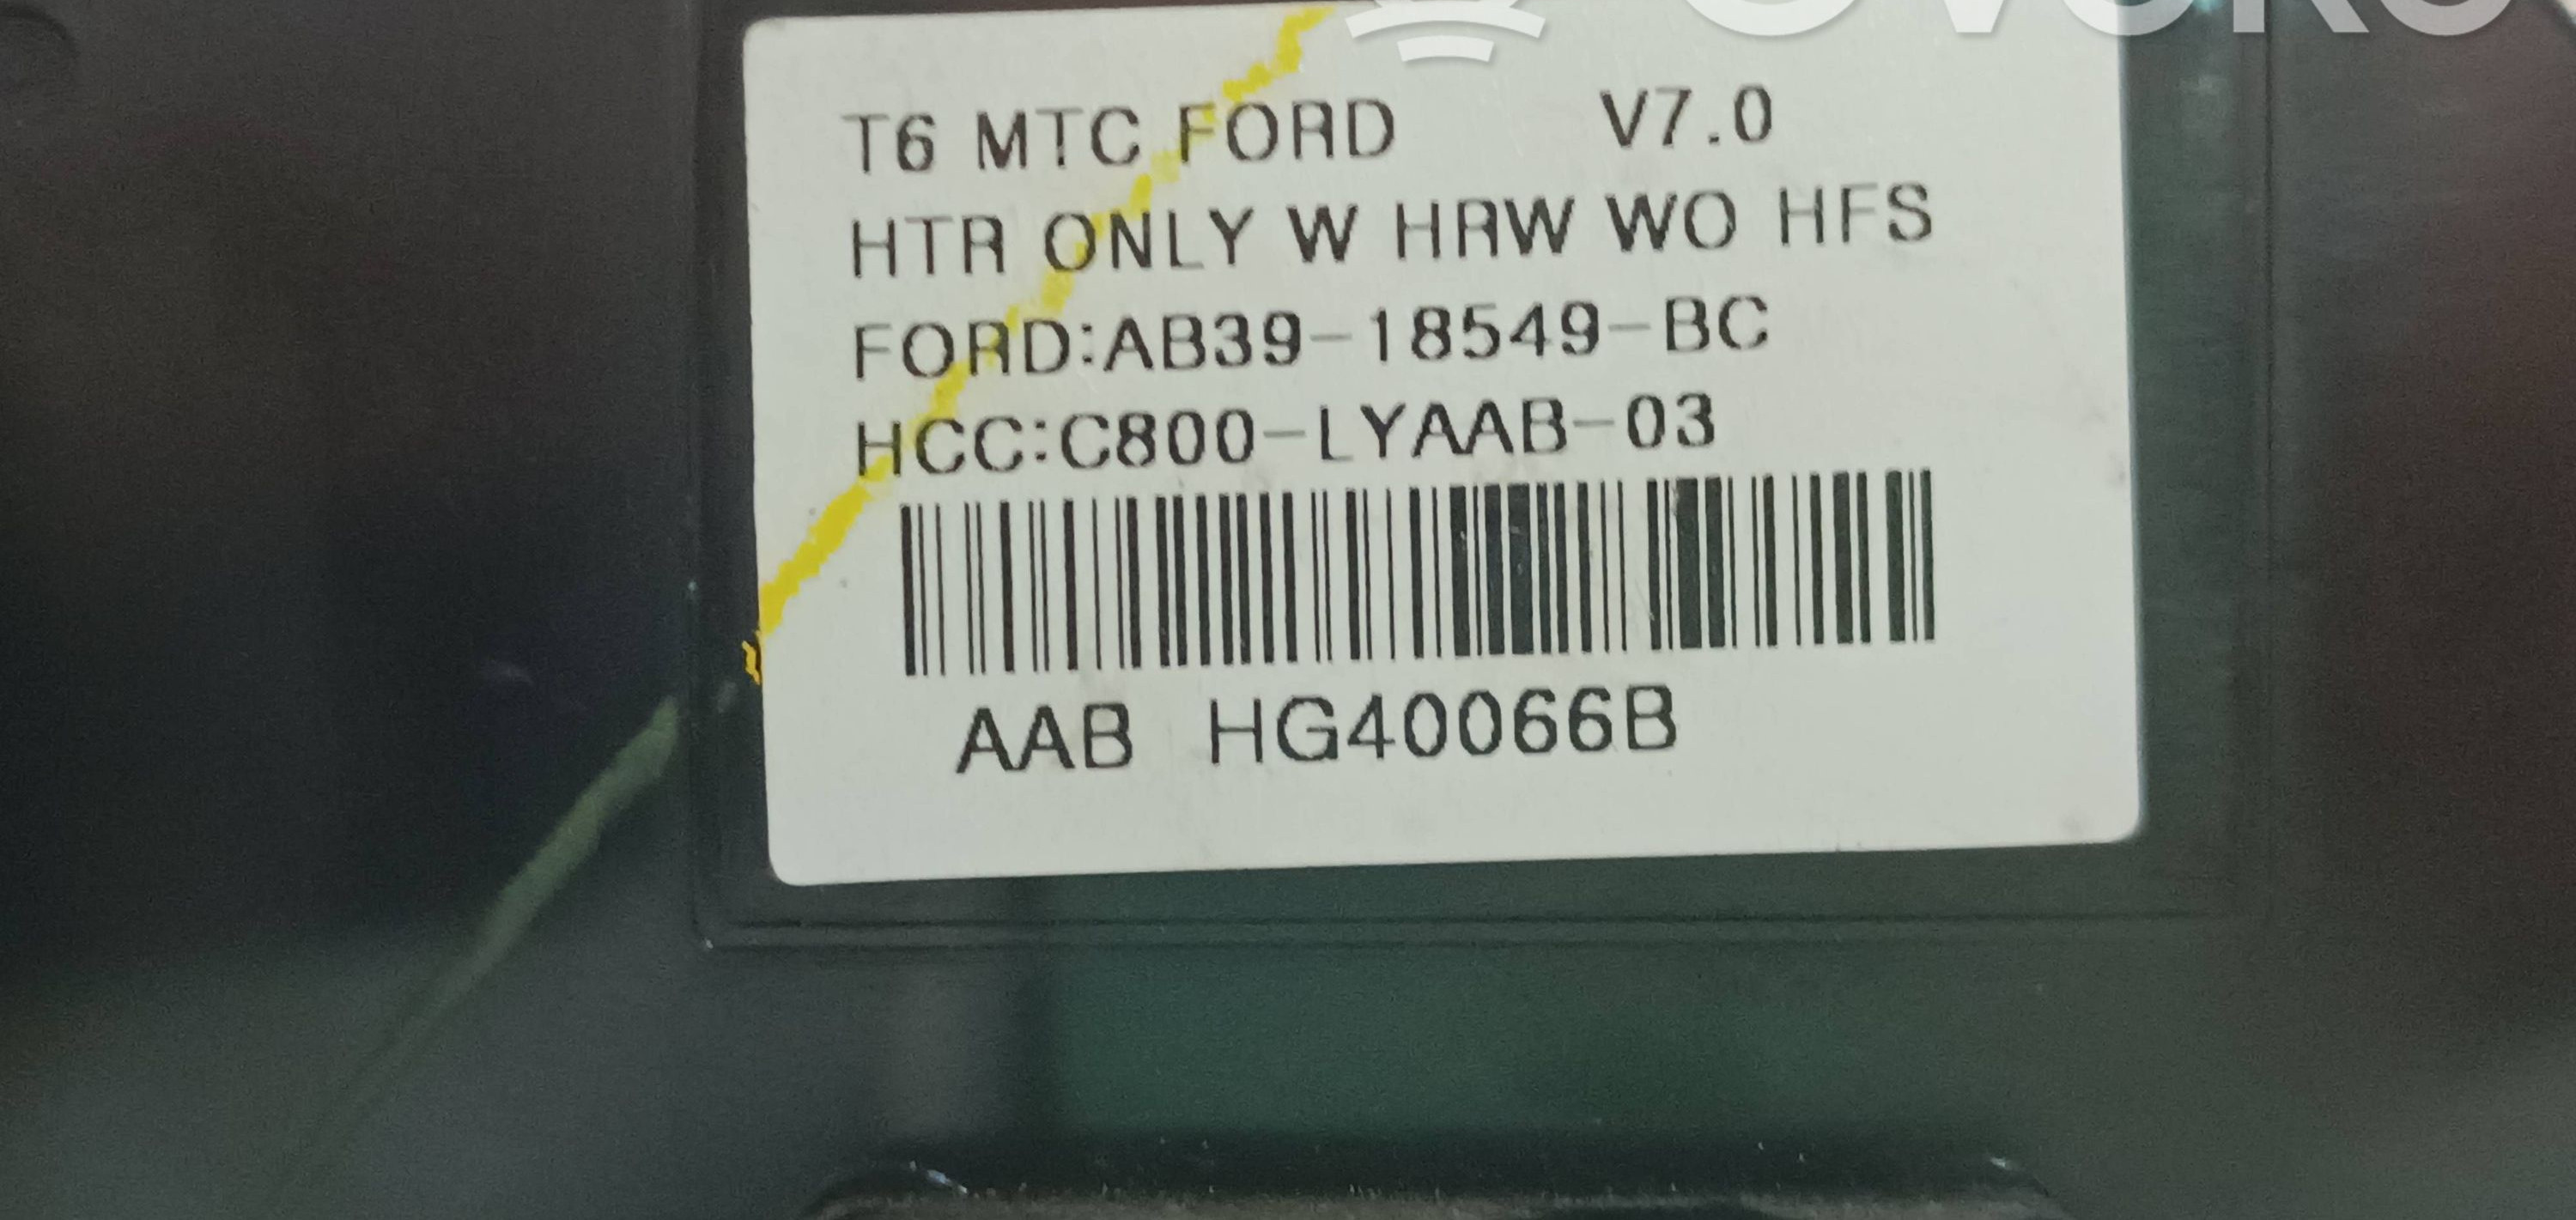 T6 MTC FORD V7.0
HTR ONLY W HRW WO HFS
FORD:AB39-18549-BC
HCC:C800-LYAAB-03
AAB HG40066B